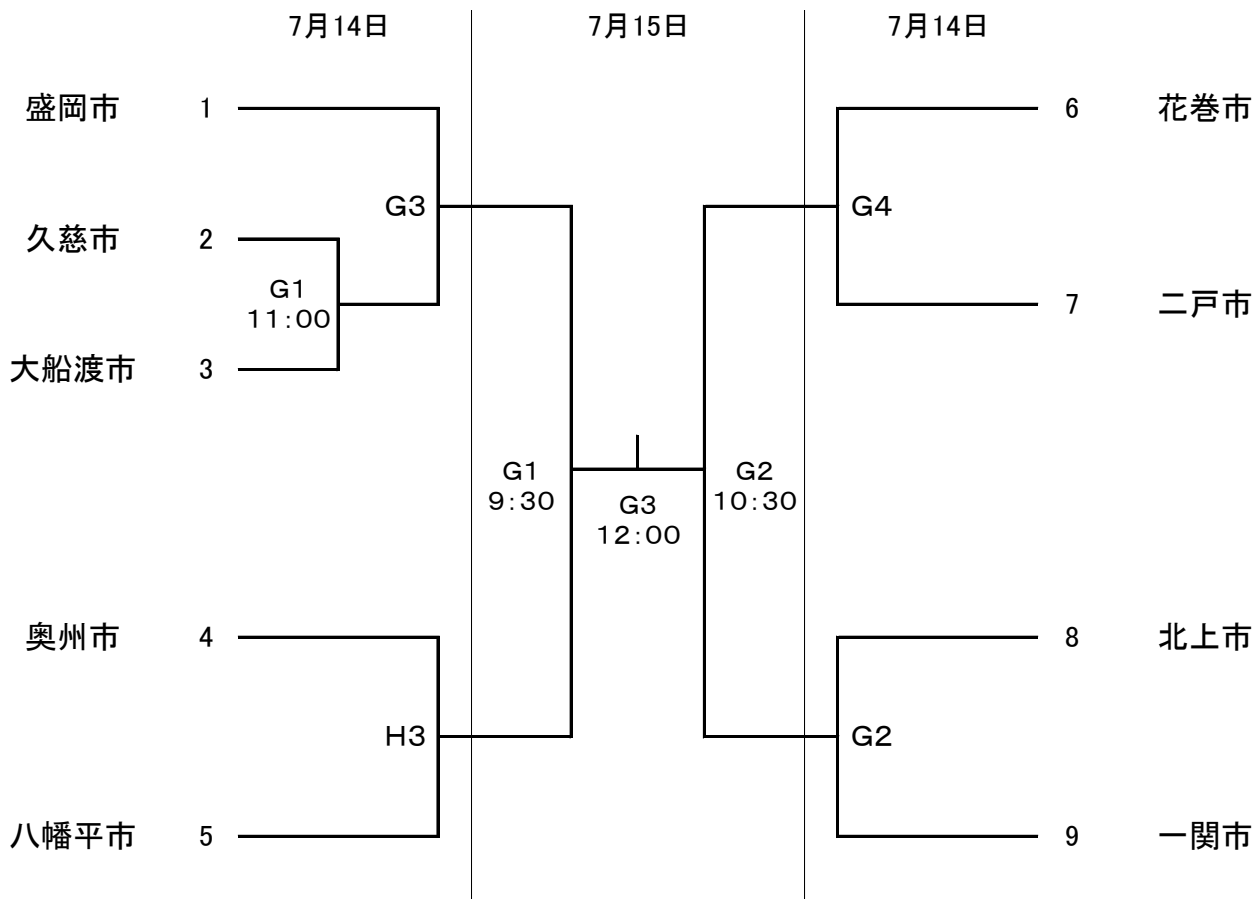 7月14日 7月15日 7月14日
盛岡市 1 6 花巻市
G3 G4
久慈市 2
G1
11:00
7 二戸市
大船渡市 3
G1
9:30
G2
10:30
G3
12:00
奥州市 4 8 北上市
H3 G2
八幡平市 5 9 一関市